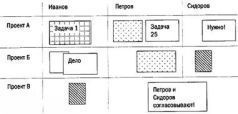 Иванов Петров Сидоров
Проект А
Задача 1
Задача
25
Нужно!
Проект Б
Дело
Проект В
Петров и
Сидоров
согласовывают!